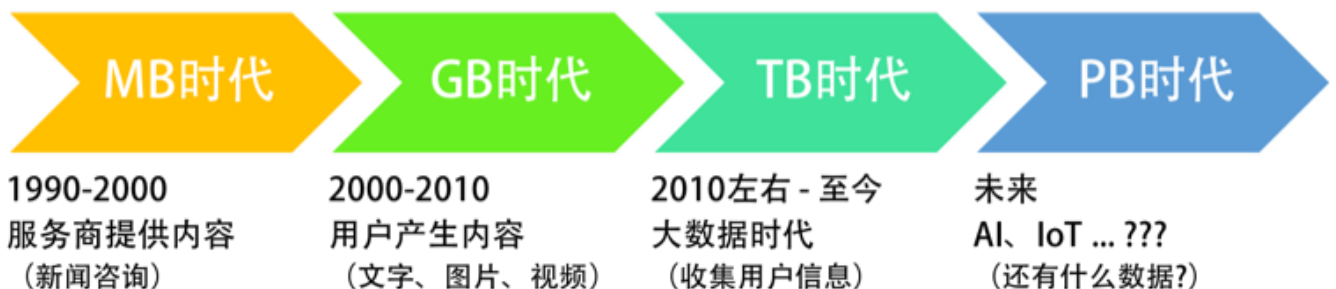 MB时代
GB时代
TB时代
PB时代
1990-2000
服务商提供内容
（新闻咨询）
2000-2010
用户产生内容
（文字、图片、视频）
2010左右 - 至今
大数据时代
（收集用户信息）
未来
AI、IoT ... ???
（还有什么数据?）